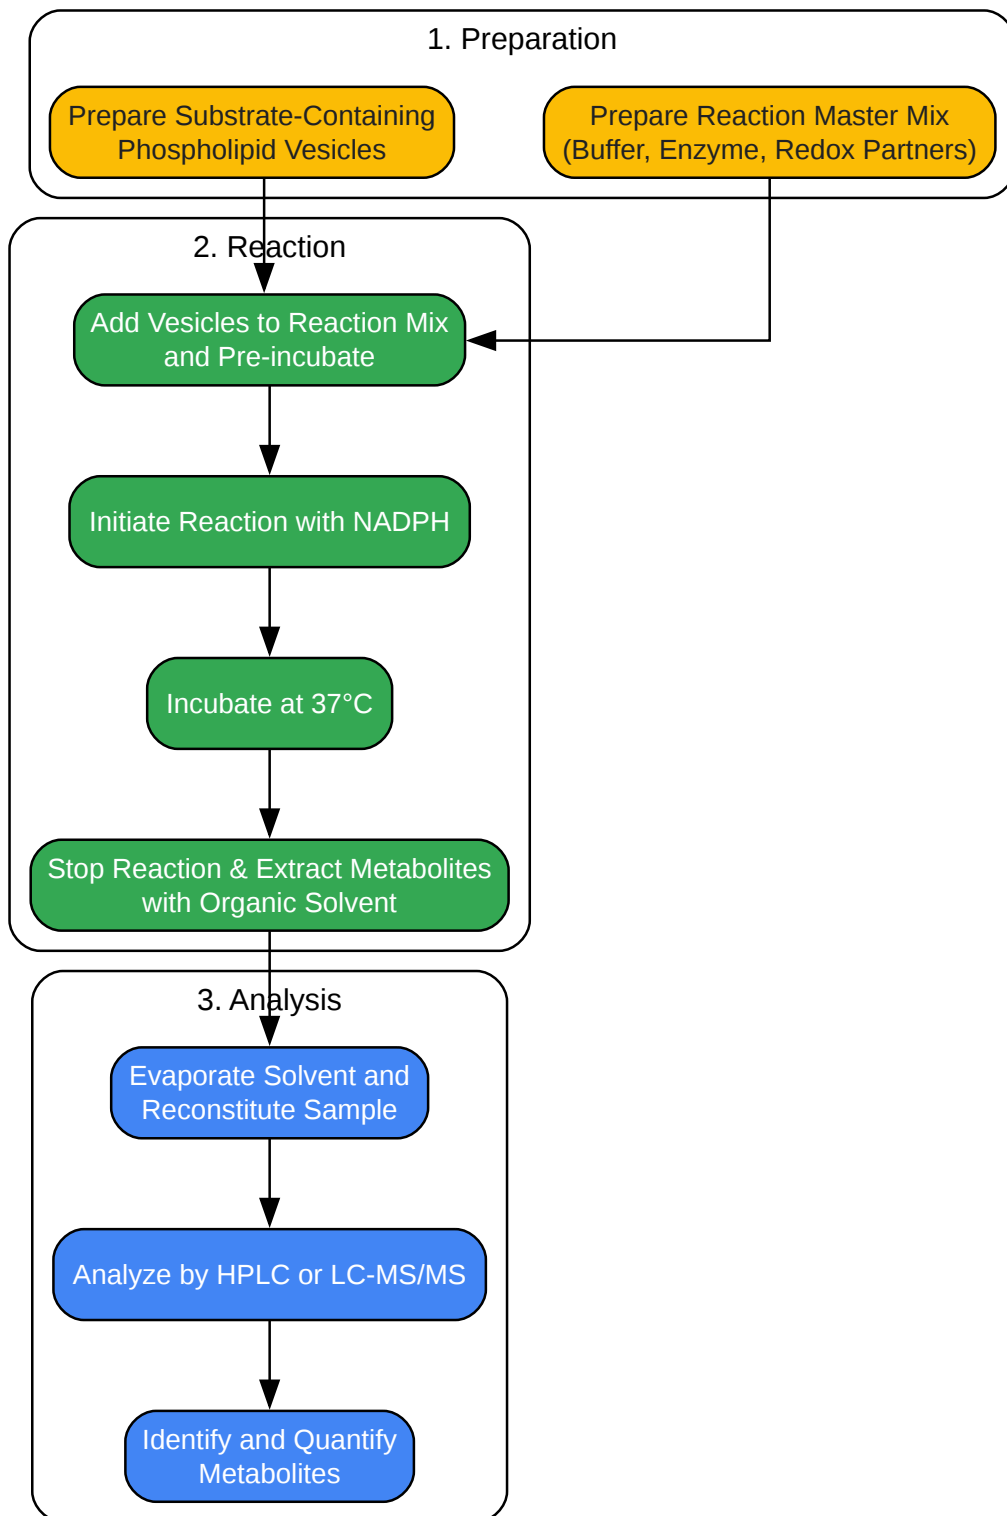 1. Preparation
Prepare Substrate-Containing
Phospholipid Vesicles
Prepare Reaction Master Mix
(Buffer, Enzyme, Redox Partners)
2. Reaction
Add Vesicles to Reaction Mix
and Pre-incubate
Initiate Reaction with NADPH
Incubate at 37°C
Stop Reaction & Extract Metabolites
with Organic Solvent
3. Analysis
Evaporate Solvent and
Reconstitute Sample
Analyze by HPLC or LC-MS/MS
Identify and Quantify
Metabolites